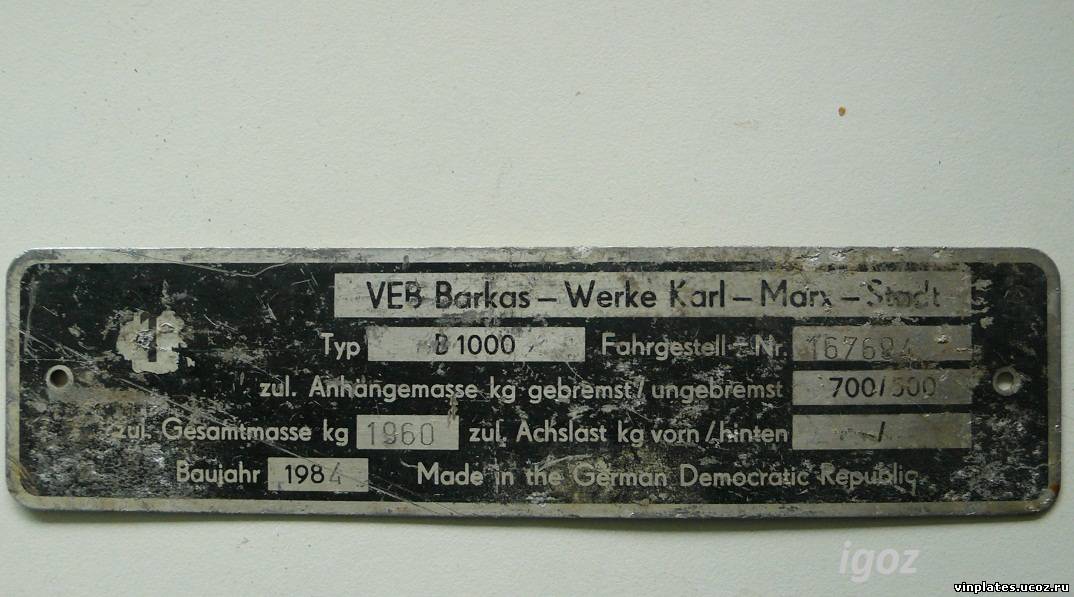 VEB Barkas – Werke Karl – Marx – Stadt
Typ B 1000 Fahrgestell – Nr. 167694
zul. Anhängemasse kg gebremst / ungebremst 700/500
zul. Gesamtmasse kg 1960 zul. Achslast kg vorn / hinten /
Baujahr 1984 Made in the German Democratic Republic
igoz
vinplates.ucoz.ru